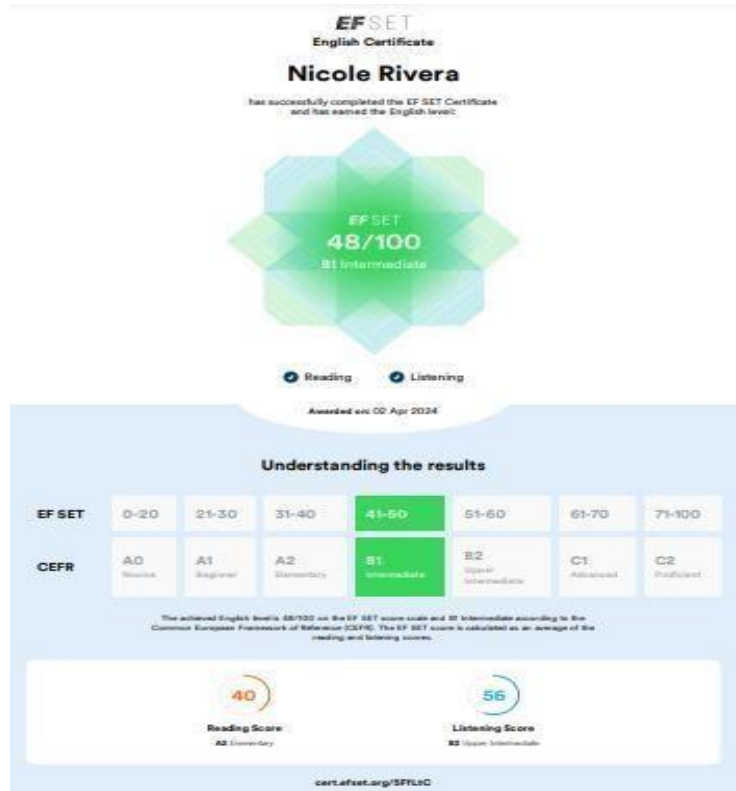 EF SET
English Certificate
Nicole Rivera
has successfully completed the EF SET Certificate
and has earned the English level:
EF SET
48/100
B1 Intermediate
Reading Listening
Awarded on: 02 Apr 2024
Understanding the results
EF SET 0-20 21-30 31-40 41-50 51-60 61-70 71-100
CEFR A0 A1 A2 B1 B2 C1 C2
Novice Beginner Elementary Intermediate Upper Intermediate Advanced Proficient
The achieved English level is 48/100 on the EF SET score scale and B1 Intermediate according to the
Common European Framework of Reference (CEFR). The EF SET score is calculated as an average of the
reading and listening scores.
40 56
Reading Score Listening Score
A2 Elementary B2 Upper Intermediate
cert.efset.org/